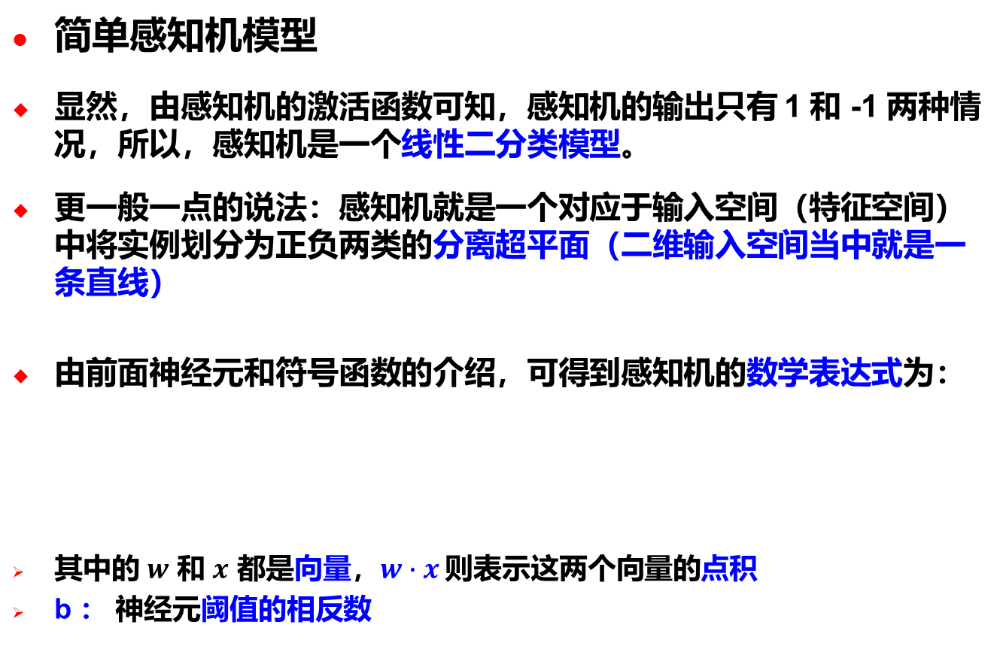 简单感知机模型
显然，由感知机的激活函数可知，感知机的输出只有 1 和 -1 两种情
况，所以，感知机是一个线性二分类模型。
更一般一点的说法：感知机就是一个对应于输入空间（特征空间）
中将实例划分为正负两类的分离超平面（二维输入空间当中就是一
条直线）
由前面神经元和符号函数的介绍，可得到感知机的数学表达式为：
其中的 w 和 x 都是向量，w · x 则表示这两个向量的点积
b： 神经元阈值的相反数